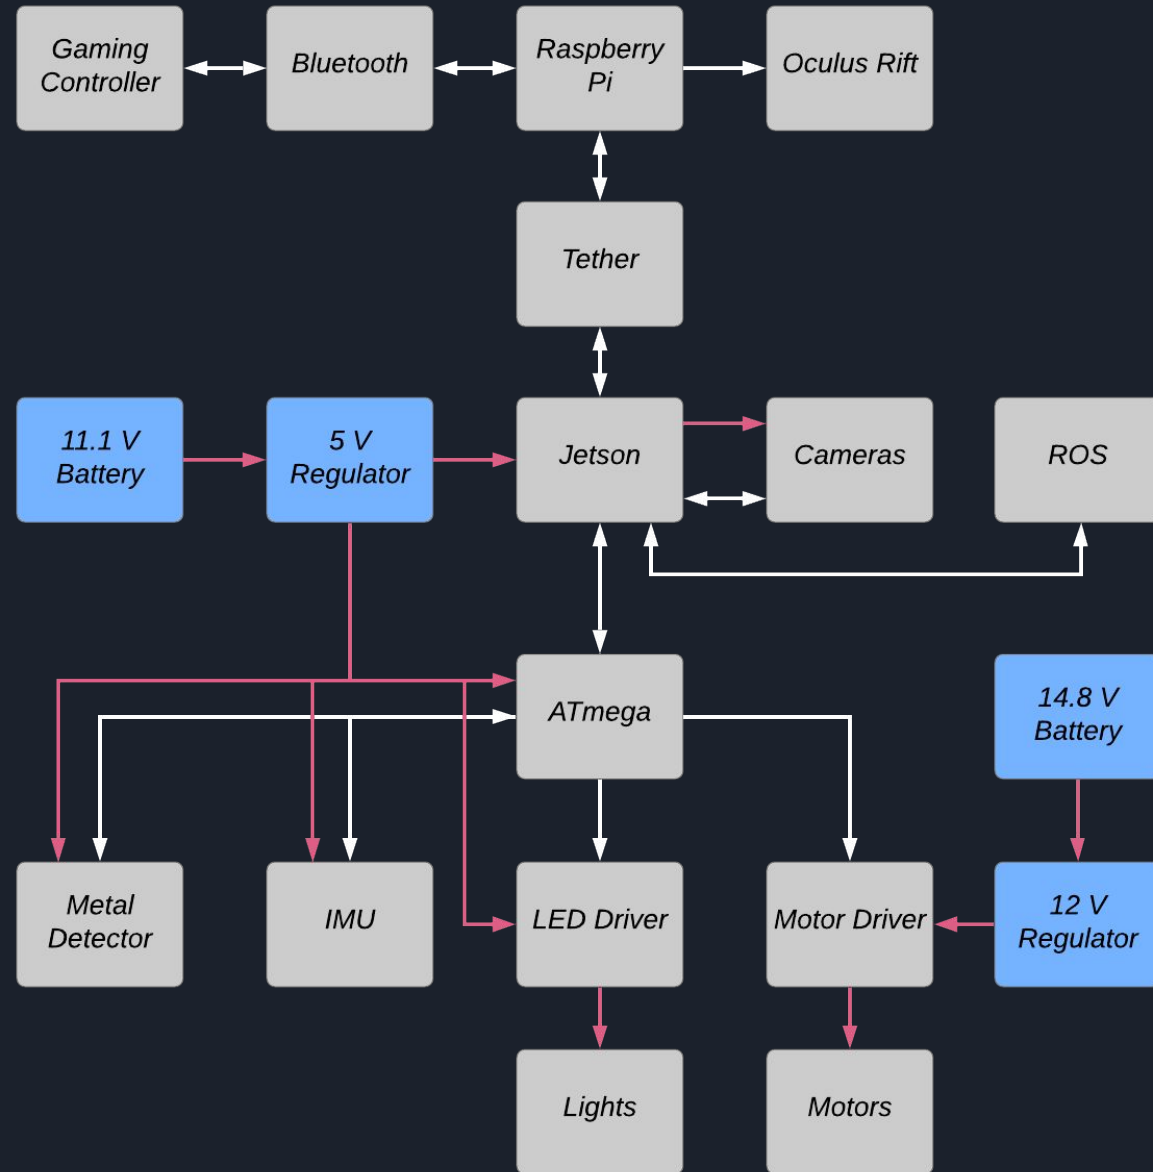 Gaming
Controller
Bluetooth
Raspberry
Pi
Oculus Rift
Tether
11.1 V
Battery
5 V
Regulator
Jetson
Cameras
ROS
ATmega
14.8 V
Battery
Metal
Detector
IMU
LED Driver
Motor Driver
12 V
Regulator
Lights
Motors